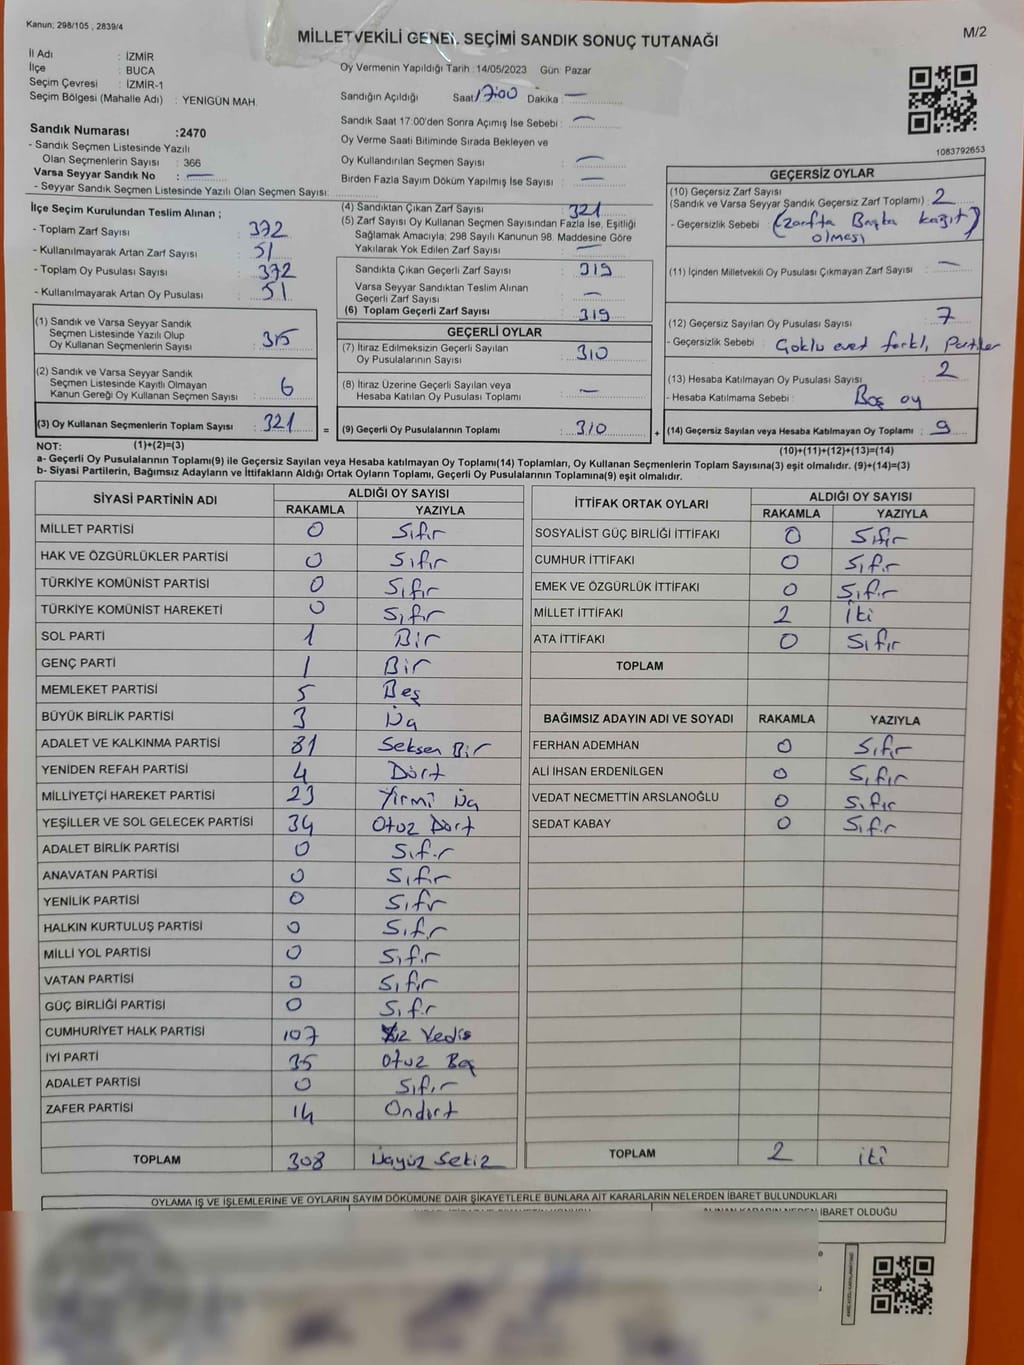 Kanun; 298/105 , 2839/4
MİLLETVEKİLİ GENEL SEÇİMİ SANDIK SONUÇ TUTANAĞI
M/2
İl Adı : İZMİR
İlçe : BUCA
Seçim Çevresi : İZMİR-1
Seçim Bölgesi (Mahalle Adı) : YENİGÜN MAH.
Sandık Numarası :2470
- Sandık Seçmen Listesinde Yazılı
Olan Seçmenlerin Sayısı : 366
Varsa Seyyar Sandık No : —
- Seyyar Sandık Seçmen Listesinde Yazılı Olan Seçmen Sayısı:
Oy Vermenin Yapıldığı Tarih :14/05/2023 Gün: Pazar
Sandığın Açıldığı Saat 17:00 Dakika : —
Sandık Saat 17:00'den Sonra Açılmış İse Sebebi : —
Oy Verme Saati Bitiminde Sırada Bekleyen ve
Oy Kullandırılan Seçmen Sayısı : —
Birden Fazla Sayım Döküm Yapılmış İse Sayısı : —
1083792653
İlçe Seçim Kurulundan Teslim Alınan ;
- Toplam Zarf Sayısı : 372
- Kullanılmayarak Artan Zarf Sayısı : 51
- Toplam Oy Pusulası Sayısı : 372
- Kullanılmayarak Artan Oy Pusulası : 51
(1) Sandık ve Varsa Seyyar Sandık
Seçmen Listesinde Yazılı Olup
Oy Kullanan Seçmenlerin Sayısı : 315
(2) Sandık ve Varsa Seyyar Sandık
Seçmen Listesinde Kayıtlı Olmayan
Kanun Gereği Oy Kullanan Seçmen Sayısı : 6
(3) Oy Kullanan Seçmenlerin Toplam Sayısı : 321
(1)+(2)=(3)
(4) Sandıktan Çıkan Zarf Sayısı : 321
(5) Zarf Sayısı Oy Kullanan Seçmen Sayısından Fazla İse, Eşitliği
Sağlamak Amacıyla; 298 Sayılı Kanunun 98. Maddesine Göre
Yakılarak Yok Edilen Zarf Sayısı : —
Sandıkta Çıkan Geçerli Zarf Sayısı : 319
Varsa Seyyar Sandıktan Teslim Alınan
Geçerli Zarf Sayısı : —
(6) Toplam Geçerli Zarf Sayısı : 319
GEÇERLİ OYLAR
(7) İtiraz Edilmeksizin Geçerli Sayılan
Oy Pusulalarının Sayısı : 310
(8) İtiraz Üzerine Geçerli Sayılan veya
Hesaba Katılan Oy Pusulası Toplamı : —
= (9) Geçerli Oy Pusulalarının Toplamı : 310 +
GEÇERSİZ OYLAR
(10) Geçersiz Zarf Sayısı
(Sandık ve Varsa Seyyar Sandık Geçersiz Zarf Toplamı) : 2
- Geçersizlik Sebebi : (Zarfta Başka kağıt
olması)
(11) İçinden Milletvekili Oy Pusulası Çıkmayan Zarf Sayısı : —
(12) Geçersiz Sayılan Oy Pusulası Sayısı : 7
- Geçersizlik Sebebi : Çoklu evet farklı Partiler
(13) Hesaba Katılmayan Oy Pusulası Sayısı : 2
- Hesaba Katılmama Sebebi : Boş oy
(14) Geçersiz Sayılan veya Hesaba Katılmayan Oy Toplamı : 9
(10)+(11)+(12)+(13)=(14)
NOT:
a- Geçerli Oy Pusulalarının Toplamı(9) ile Geçersiz Sayılan veya Hesaba katılmayan Oy Toplamı(14) Toplamları, Oy Kullanan Seçmenlerin Toplam Sayısına(3) eşit olmalıdır. (9)+(14)=(3)
b- Siyasi Partilerin, Bağımsız Adayların ve İttifakların Aldığı Ortak Oyların Toplamı, Geçerli Oy Pusulalarının Toplamına(9) eşit olmalıdır.
SİYASİ PARTİNİN ADI ALDIĞI OY SAYISI
RAKAMLA YAZIYLA
MİLLET PARTİSİ 0 Sıfır
HAK VE ÖZGÜRLÜKLER PARTİSİ 0 Sıfır
TÜRKİYE KOMÜNİST PARTİSİ 0 Sıfır
TÜRKİYE KOMÜNİST HAREKETİ 0 Sıfır
SOL PARTİ 1 Bir
GENÇ PARTİ 1 Bir
MEMLEKET PARTİSİ 5 Beş
BÜYÜK BİRLİK PARTİSİ 3 Üç
ADALET VE KALKINMA PARTİSİ 81 Seksen Bir
YENİDEN REFAH PARTİSİ 4 Dört
MİLLİYETÇİ HAREKET PARTİSİ 23 Yirmi Üç
YEŞİLLER VE SOL GELECEK PARTİSİ 34 Otuz Dört
ADALET BİRLİK PARTİSİ 0 Sıfır
ANAVATAN PARTİSİ 0 Sıfır
YENİLİK PARTİSİ 0 Sıfır
HALKIN KURTULUŞ PARTİSİ 0 Sıfır
MİLLİ YOL PARTİSİ 0 Sıfır
VATAN PARTİSİ 0 Sıfır
GÜÇ BİRLİĞİ PARTİSİ 0 Sıfır
CUMHURİYET HALK PARTİSİ 107 Yüz Yedi
İYİ PARTİ 35 Otuz Beş
ADALET PARTİSİ 0 Sıfır
ZAFER PARTİSİ 14 Ondört
TOPLAM 308 Üçyüz Sekiz
İTTİFAK ORTAK OYLARI ALDIĞI OY SAYISI
RAKAMLA YAZIYLA
SOSYALİST GÜÇ BİRLİĞİ İTTİFAKI 0 Sıfır
CUMHUR İTTİFAKI 0 Sıfır
EMEK VE ÖZGÜRLÜK İTTİFAKI 0 Sıfır
MİLLET İTTİFAKI 2 İki
ATA İTTİFAKI 0 Sıfır
TOPLAM
BAĞIMSIZ ADAYIN ADI VE SOYADI RAKAMLA YAZIYLA
FERHAN ADEMHAN 0 Sıfır
ALİ İHSAN ERDENİLGEN 0 Sıfır
VEDAT NECMETTİN ARSLANOĞLU 0 Sıfır
SEDAT KABAY 0 Sıfır
TOPLAM 2 iki
OYLAMA İŞ VE İŞLEMLERİNE VE OYLARIN SAYIM DÖKÜMÜNE DAİR ŞİKAYETLERLE BUNLARA AİT KARARLARIN NELERDEN İBARET BULUNDUKLARI
ALINAN KARARIN NEDEN İBARET OLDUĞU